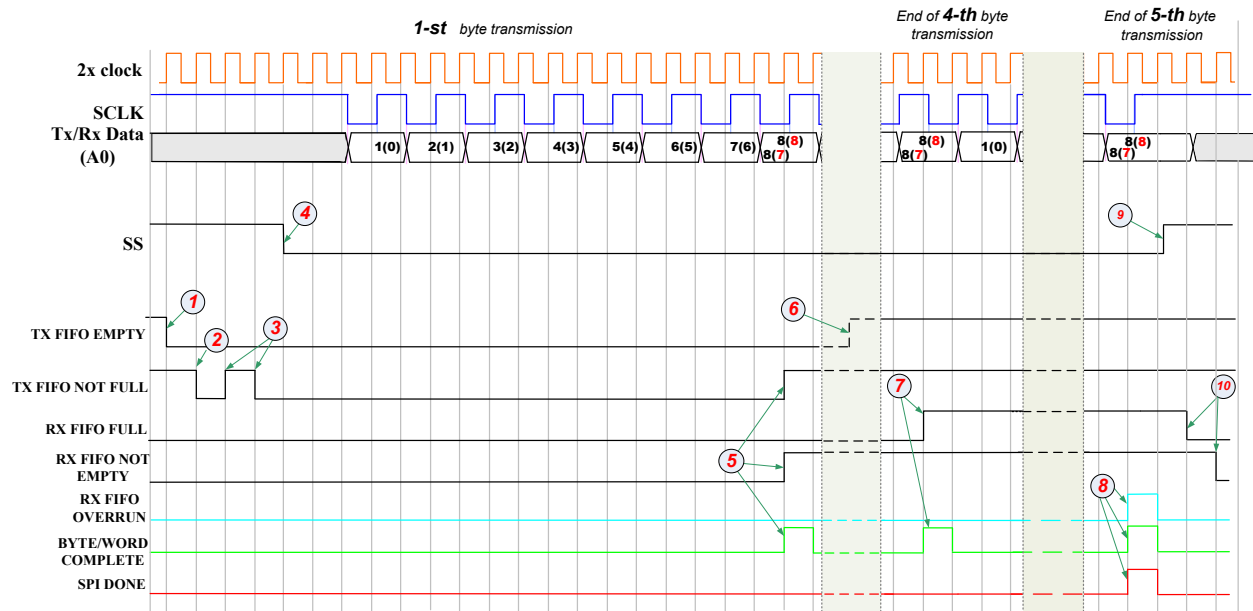 1-st byte transmission
End of 4-th byte
transmission
End of 5-th byte
transmission
2x clock
SCLK
Tx/Rx Data
(A0)
1(0)
2(1)
3(2)
4(3)
5(4)
6(5)
7(6)
8(8)
8(7)
8(8)
8(7)
1(0)
8(8)
8(7)
4
9
SS
1
6
TX FIFO EMPTY
2
3
TX FIFO NOT FULL
7
10
RX FIFO FULL
5
RX FIFO NOT
EMPTY
8
RX FIFO
OVERRUN
BYTE/WORD
COMPLETE
SPI DONE